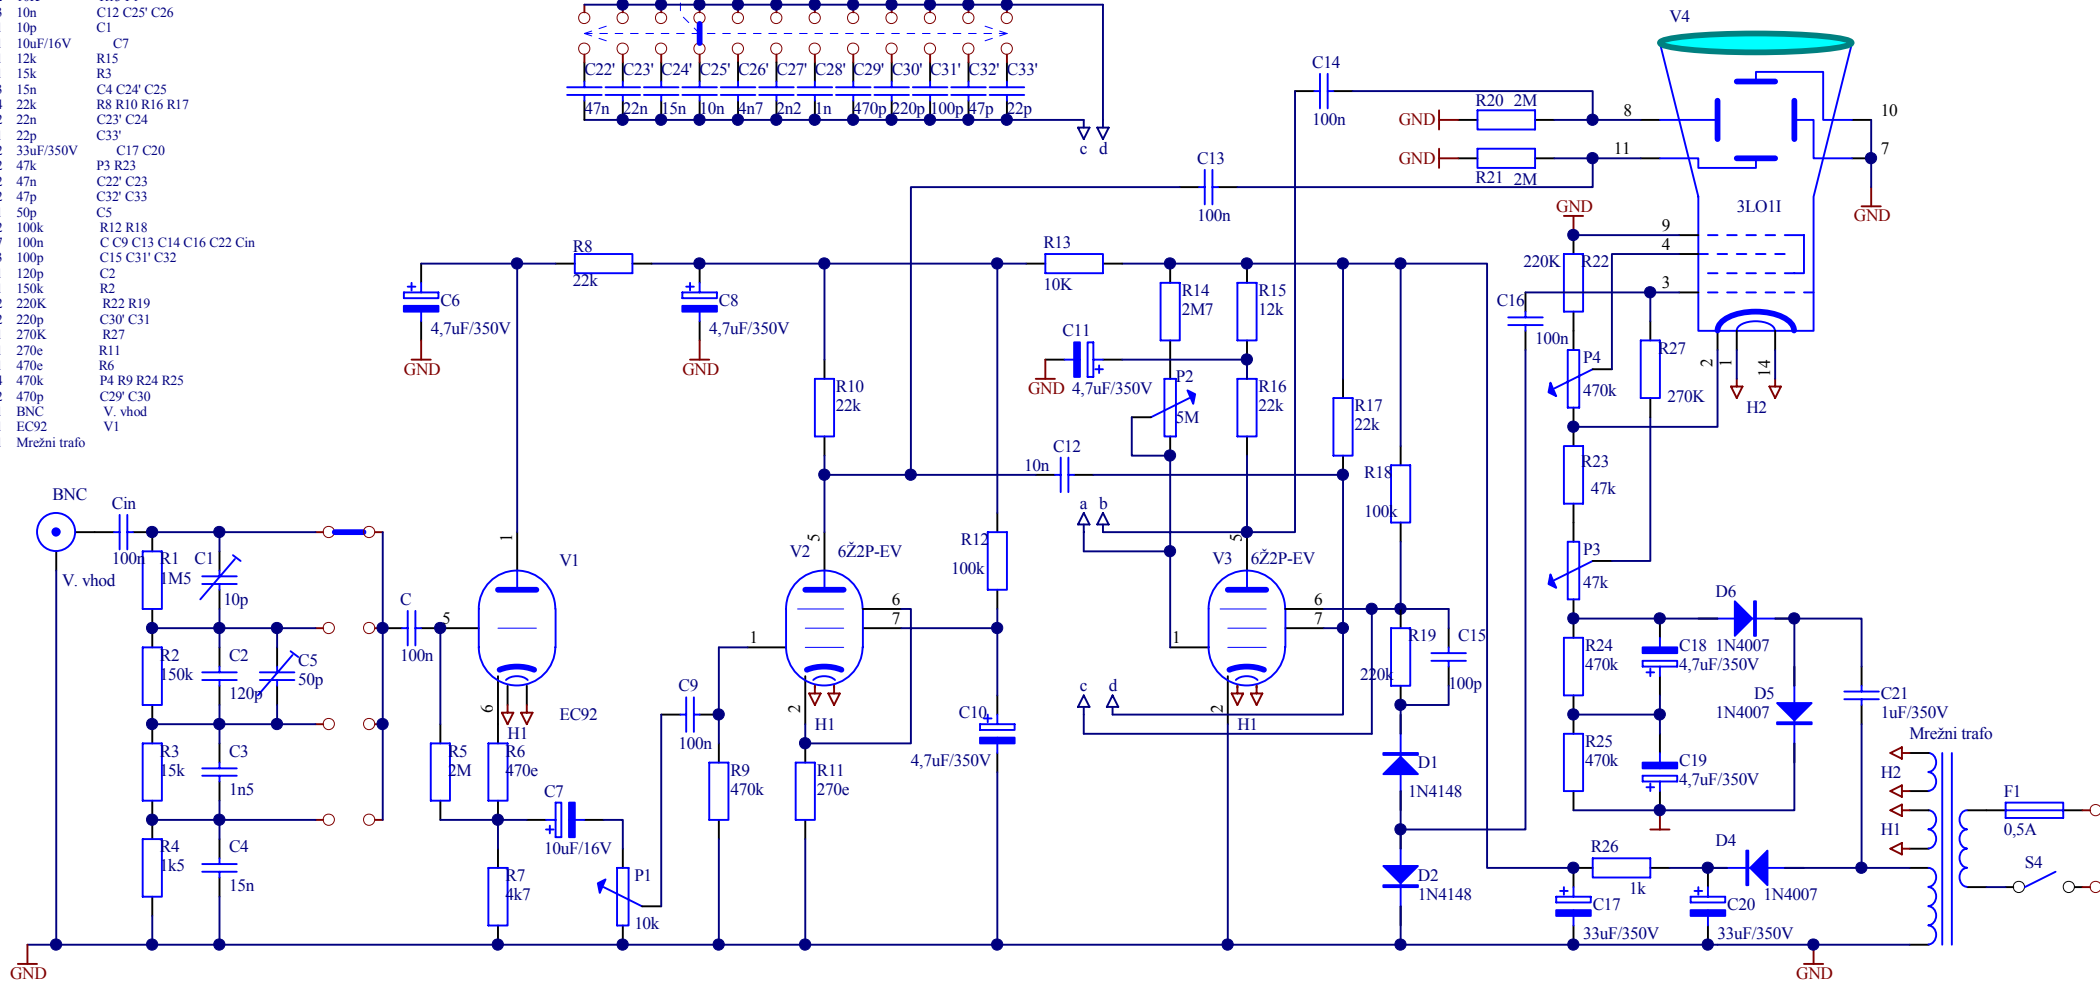 10n C12 C25' C26
10p C1
10uF/16V C7
12k R15
15k R3
15n C4 C24' C25
22k R8 R10 R16 R17
22n C23' C24
22p C33'
33uF/350V C17 C20
47k P3 R23
47n C22' C23
47p C32' C33
50p C5
100k R12 R18
100n C C9 C13 C14 C16 C22 Cin
100p C15 C31' C32
120p C2
150k R2
220K R22 R19
220p C30' C31
270K R27
270e R11
470e R6
470k P4 R9 R24 R25
470p C29' C30
BNC V. vhod
EC92 V1
Mrežni trafo
C22' C23' C24' C25' C26' C27' C28' C29' C30' C31' C32' C33'
47n 22n 15n 10n 4n7 2n2 1n 470p 220p 100p 47p 22p
c d
C14
100n
C13
100n
GND
R20 2M
GND
R21 2M
8
11
V4
10
7
GND
3LO1I
GND
9
4
3
220K R22
C16
100n
P4
470k
R27
270K
2
1
14
H2
R23
47k
P3
47k
R8
22k
C6
4,7uF/350V
GND
C8
4,7uF/350V
GND
R13
10K
R14
2M7
R15
12k
C11
4,7uF/350V
GND
P2
5M
R16
22k
R17
22k
R10
22k
C12
10n
R18
100k
a b
BNC
V. vhod
Cin
100n
R1
1M5
C1
10p
R2
150k
C2
120p
C5
50p
R3
15k
C3
1n5
R4
1k5
C4
15n
C
100n
5
1
V1
6
H1
EC92
R5
2M
R6
470e
C7
10uF/16V
R7
4k7
P1
10k
C9
100n
R9
470k
V2
5
6Ž2P-EV
6
7
1
2
H1
R11
270e
R12
100k
C10
4,7uF/350V
V3
5
6Ž2P-EV
6
7
1
2
H1
c d
R19
220k
C15
100p
D1
1N4148
D2
1N4148
R24
470k
C18
4,7uF/350V
D6
1N4007
D5
1N4007
R25
470k
C19
4,7uF/350V
C21
1uF/350V
Mrežni trafo
H2
H1
F1
0,5A
S4
R26
1k
D4
1N4007
C17
33uF/350V
C20
33uF/350V
GND
GND